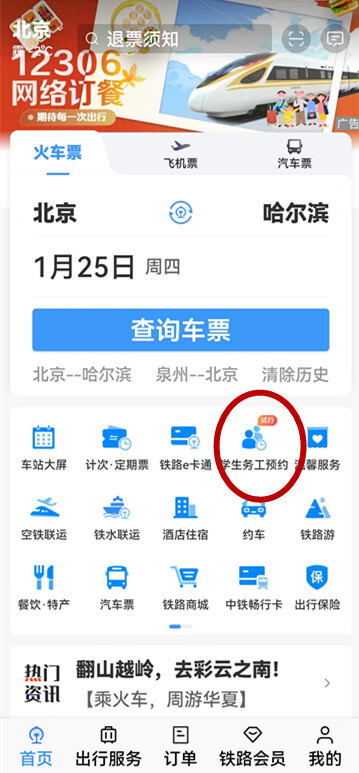 北京
霾 -2℃
退票须知
12306
网络订餐
期待每一次出行
广告
火车票
飞机票
汽车票
北京
哈尔滨
1月25日 周四
查询车票
北京--哈尔滨 泉州--北京 清除历史
试行
车站大屏 计次·定期票 铁路e卡通 学生务工预约 温馨服务
空铁联运 铁水联运 酒店住宿 约车 铁路游
餐饮·特产 汽车票 铁路商城 中铁畅行卡 出行保险
热门
资讯
翻山越岭，去彩云之南！
【乘火车，周游华夏】
首页 出行服务 订单 铁路会员 我的